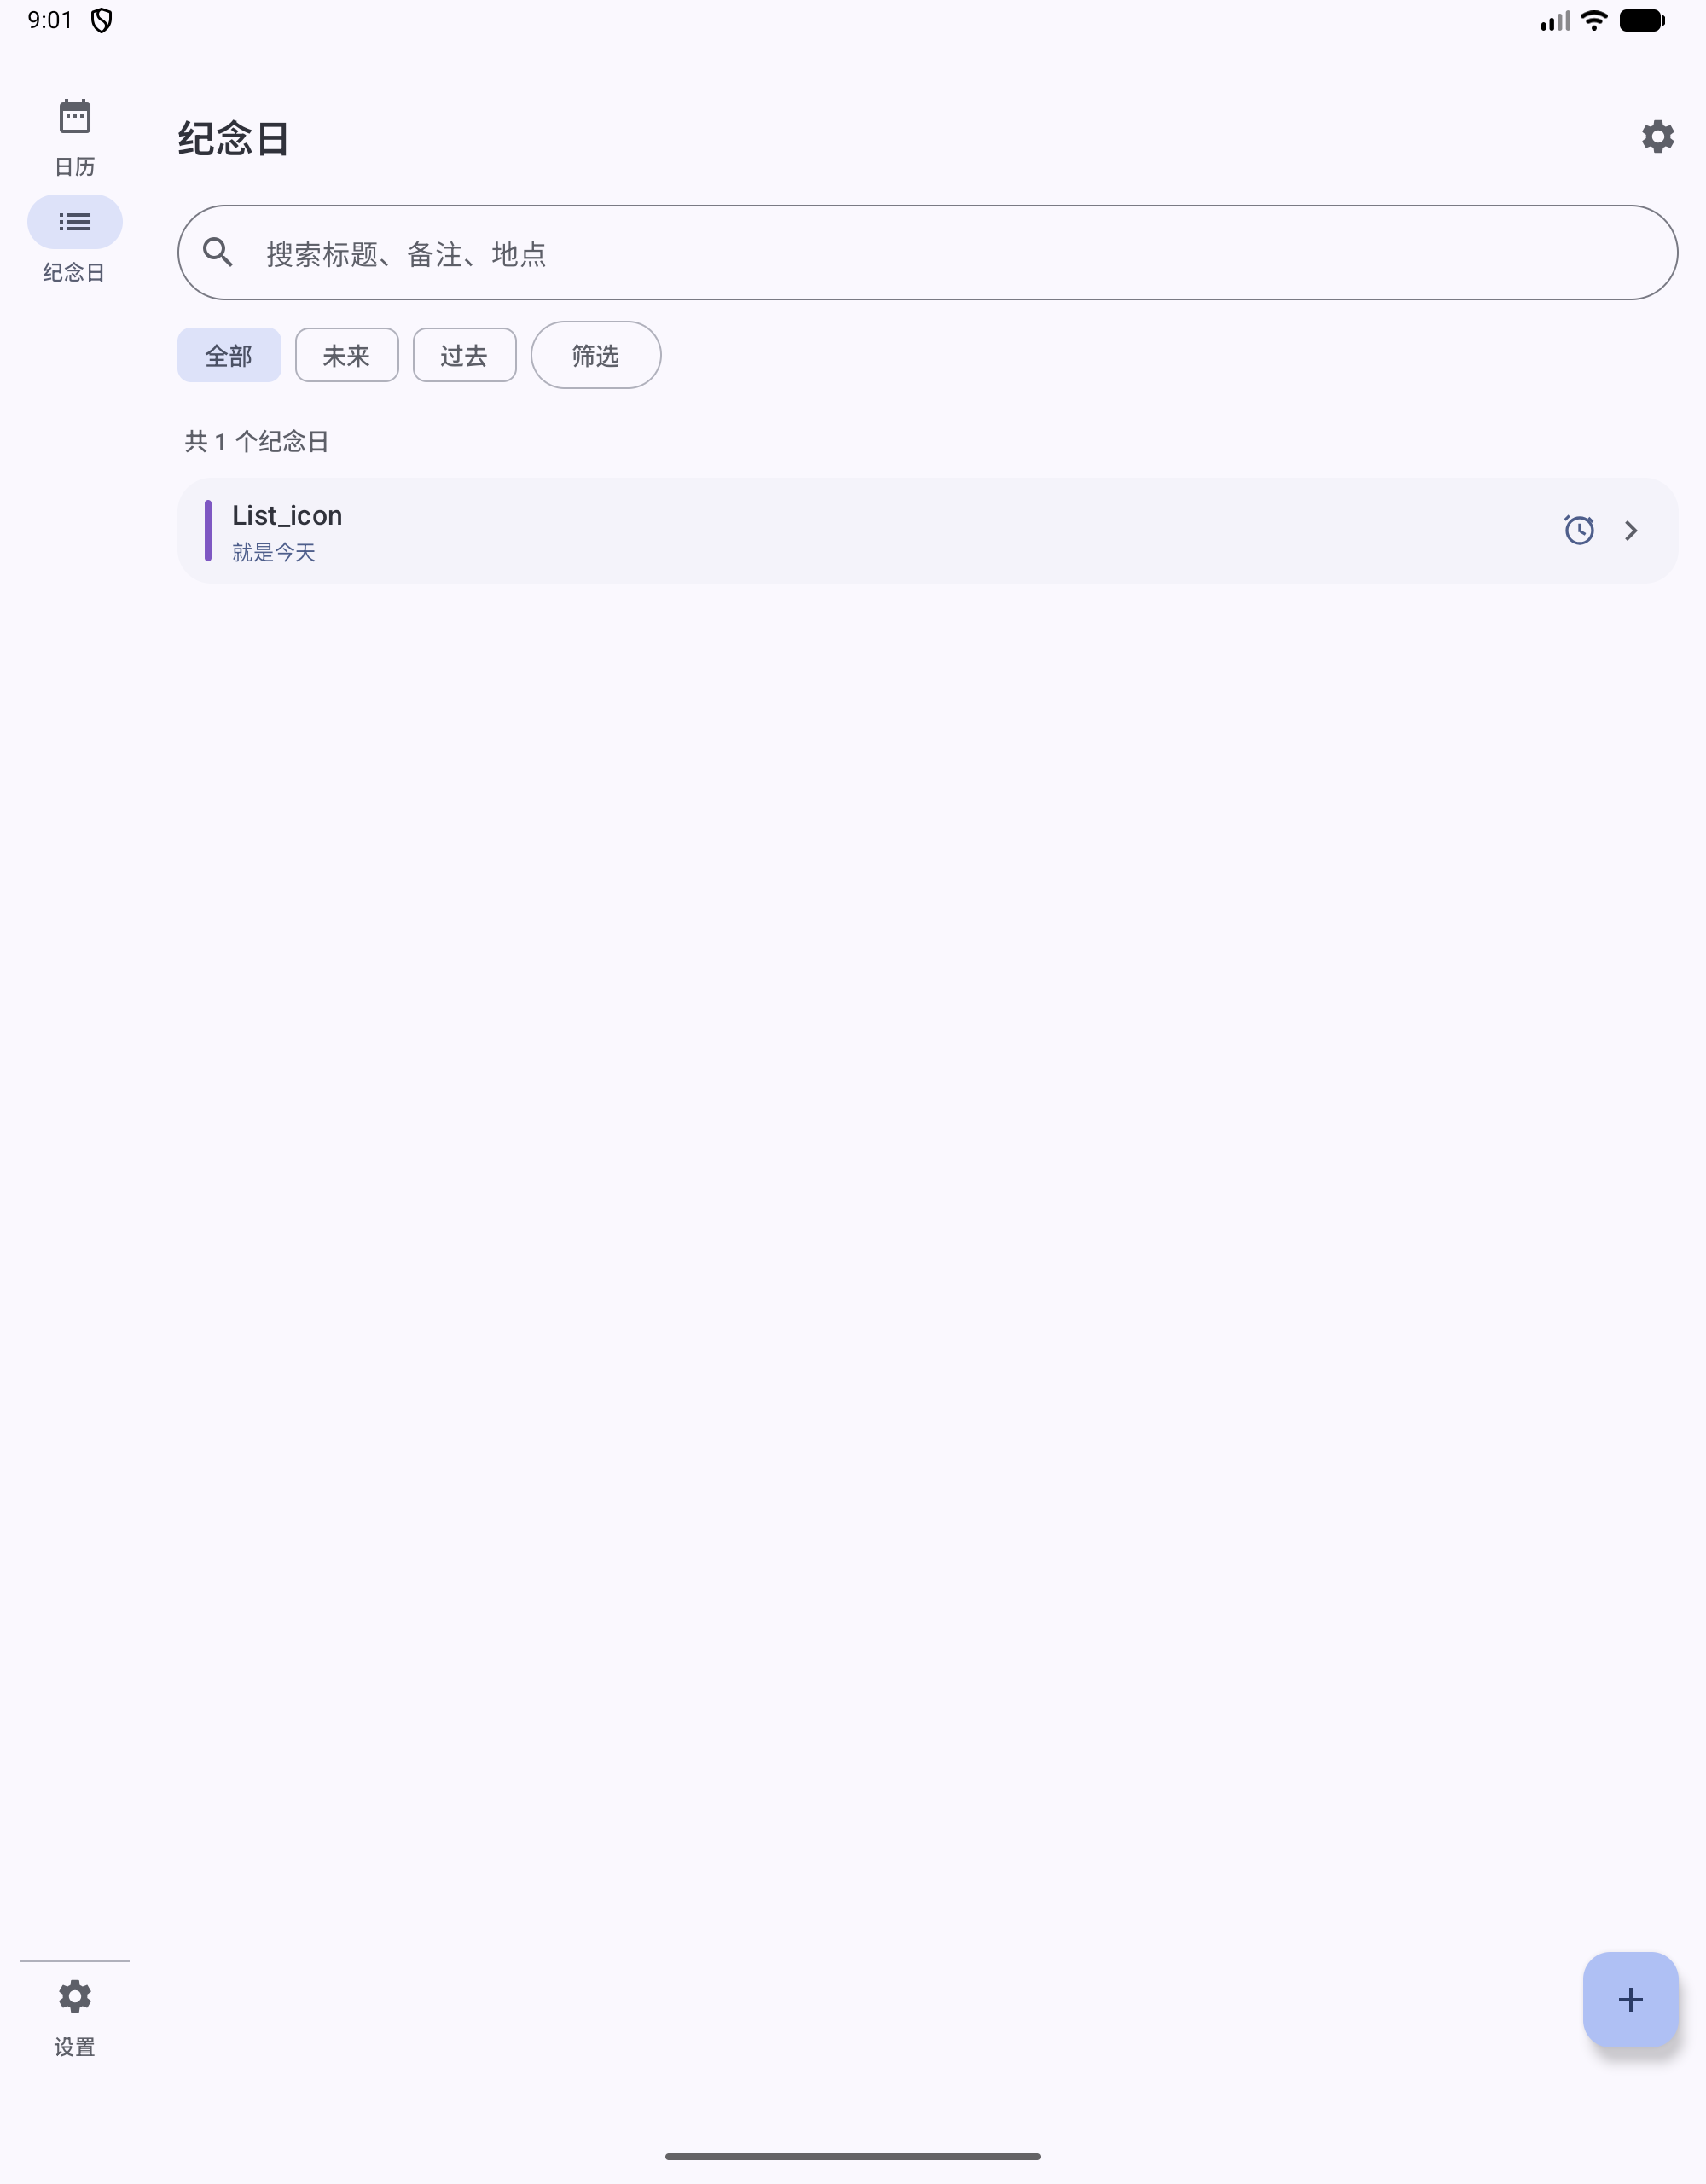 9:01
日历
纪念日
纪念日
搜索标题、备注、地点
全部
未来
过去
筛选
共 1 个纪念日
List_icon
就是今天
设置